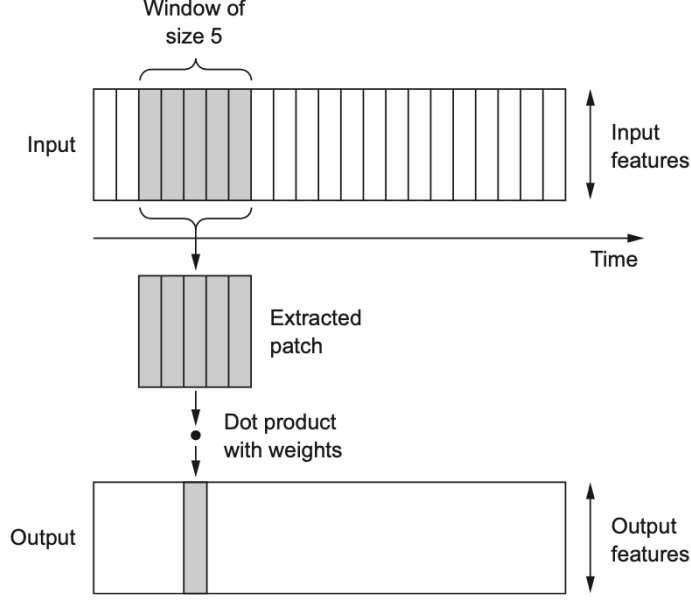 Window of
size 5
Input
Input
features
Time
Extracted
patch
Dot product
with weights
Output
Output
features